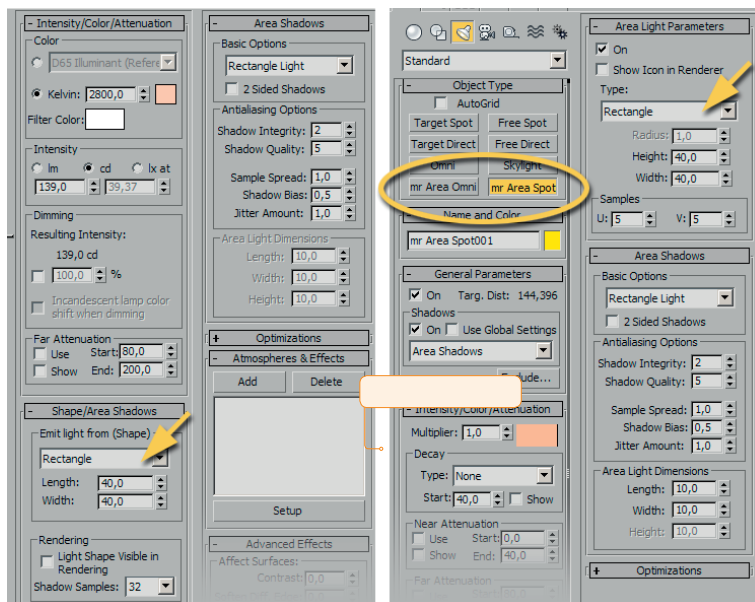 - Intensity/Color/Attenuation
Color
D65 Illuminant (Refere
Kelvin: 2800,0
Filter Color:
Intensity
lm cd lx at
139,0 39,37
Dimming
Resulting Intensity:
139,0 cd
100,0 %
Incandescent lamp color
shift when dimming
Far Attenuation
Use Start: 80,0
Show End: 200,0
- Shape/Area Shadows
Emit light from (Shape)
Rectangle
Length: 40,0
Width: 40,0
Rendering
Light Shape Visible in
Rendering
Shadow Samples: 32
- Area Shadows
Basic Options
Rectangle Light
2 Sided Shadows
Antialiasing Options
Shadow Integrity: 2
Shadow Quality: 5
Sample Spread: 1,0
Shadow Bias: 0,5
Jitter Amount: 1,0
Area Light Dimensions
Length: 10,0
Width: 10,0
Height: 10,0
+ Optimizations
- Atmospheres & Effects
Add Delete
Setup
- Advanced Effects
Affect Surfaces:
Contrast: 0,0
Standard
- Object Type
AutoGrid
Target Spot Free Spot
Target Direct Free Direct
Omni Skylight
mr Area Omni mr Area Spot
- Name and Color
mr Area Spot001
- General Parameters
On Targ. Dist: 144,396
Shadows
On Use Global Settings
Area Shadows
- Intensity/Color/Attenuation
Multiplier: 1,0
Decay
Type: None
Start: 40,0 Show
Near Attenuation
Use Start: 0,0
Show End: 40,0
Far Attenuation
- Area Light Parameters
On
Show Icon in Renderer
Type:
Rectangle
Radius: 1,0
Height: 40,0
Width: 40,0
Samples
U: 5 V: 5
- Area Shadows
Basic Options
Rectangle Light
2 Sided Shadows
Antialiasing Options
Shadow Integrity: 2
Shadow Quality: 5
Sample Spread: 1,0
Shadow Bias: 0,5
Jitter Amount: 1,0
Area Light Dimensions
Length: 10,0
Width: 10,0
Height: 10,0
+ Optimizations